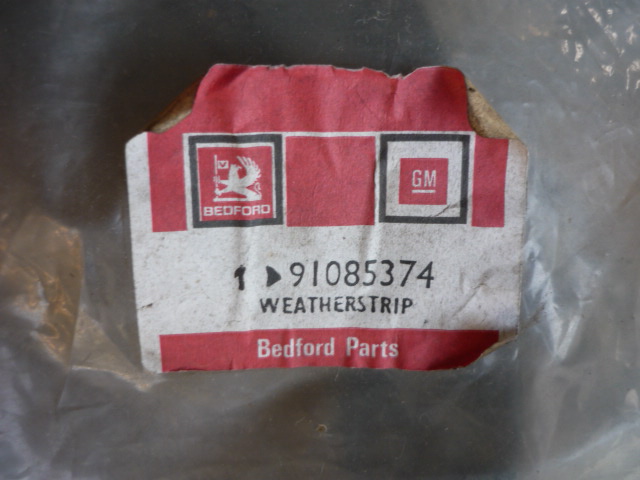 BEDFORD
GM
1 ▶91085374
WEATHERSTRIP
Bedford Parts